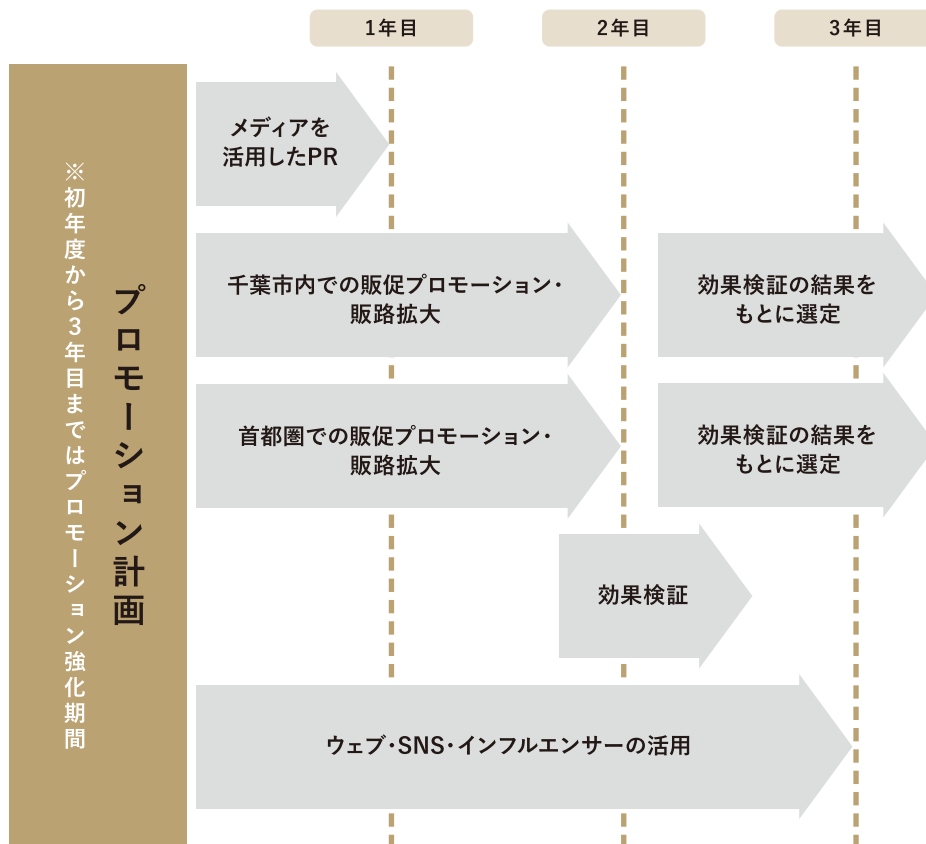 1年目
2年目
3年目
プロモーション計画
※初年度から3年目まではプロモーション強化期間
メディアを
活用したPR
千葉市内での販促プロモーション・
販路拡大
効果検証の結果を
もとに選定
首都圏での販促プロモーション・
販路拡大
効果検証の結果を
もとに選定
効果検証
ウェブ・SNS・インフルエンサーの活用